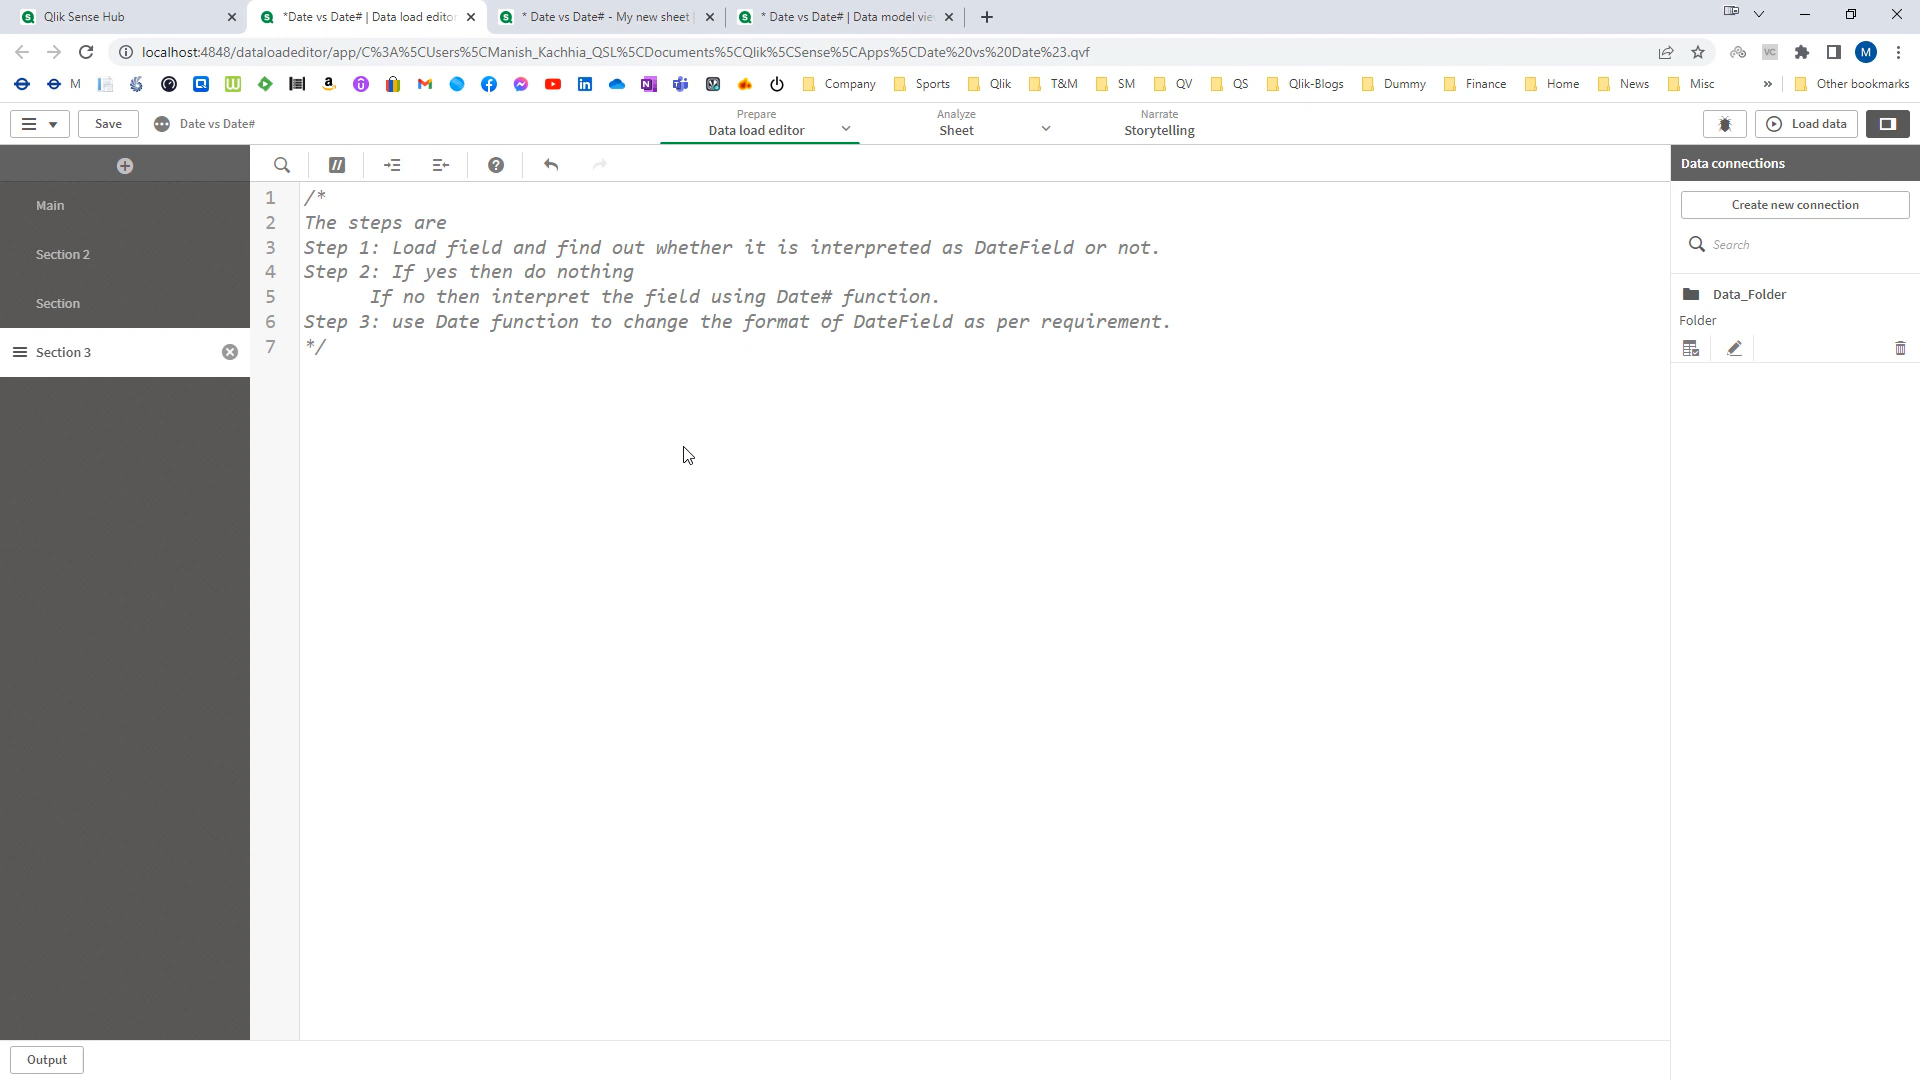 Qlik Sense Hub
*Date vs Date# | Data load editor
* Date vs Date# - My new sheet |
* Date vs Date# | Data model view
localhost:4848/dataloadeditor/app/C%3A%5CUsers%5CManish_Kachhia_QSL%5CDocuments%5CQlik%5CSense%5CApps%5CDate%20vs%20Date%23.qvf
VC
M
M
Company
Sports
Qlik
T&M
SM
QV
QS
Qlik-Blogs
Dummy
Finance
Home
News
Misc
»
Other bookmarks
Save
Date vs Date#
Prepare
Data load editor
Analyze
Sheet
Narrate
Storytelling
Load data
Main
Section 2
Section
Section 3
1 /*
2 The steps are
3 Step 1: Load field and find out whether it is interpreted as DateField or not.
4 Step 2: If yes then do nothing
5 If no then interpret the field using Date# function.
6 Step 3: use Date function to change the format of DateField as per requirement.
7 */
Data connections
Create new connection
Search
Data_Folder
Folder
Output